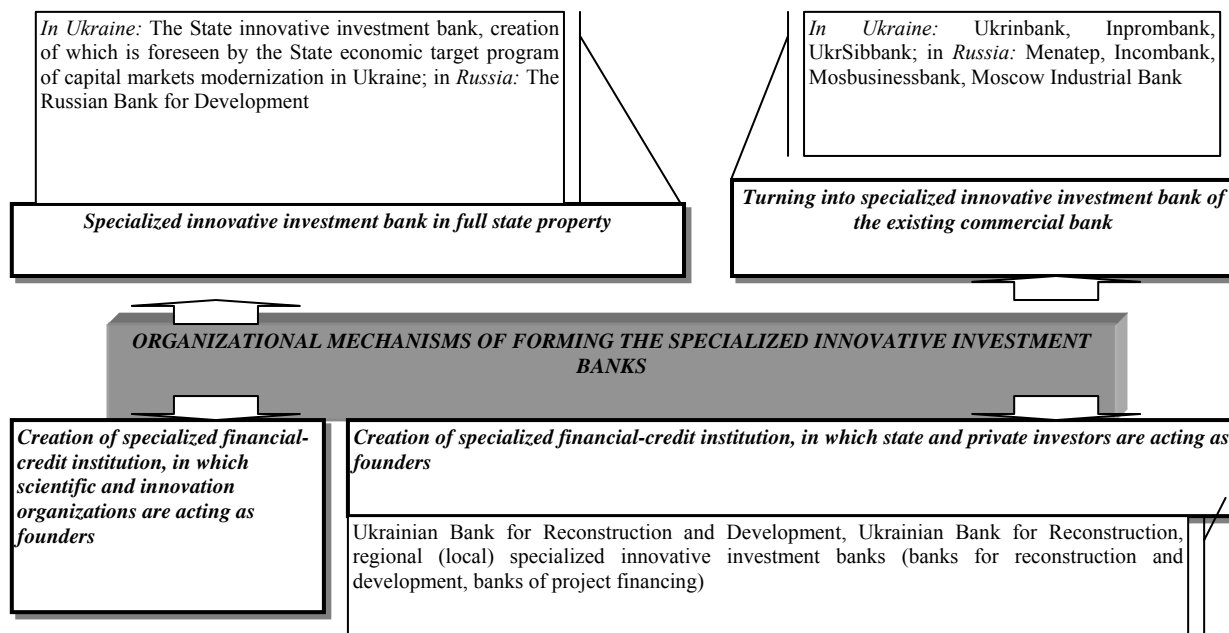 In Ukraine: The State innovative investment bank, creation
of which is foreseen by the State economic target program
of capital markets modernization in Ukraine; in Russia: The
Russian Bank for Development
In Ukraine: Ukrinbank, Inprombank,
UkrSibbank; in Russia: Menatep, Incombank,
Mosbusinessbank, Moscow Industrial Bank
Specialized innovative investment bank in full state property
Turning into specialized innovative investment bank of
the existing commercial bank
ORGANIZATIONAL MECHANISMS OF FORMING THE SPECIALIZED INNOVATIVE INVESTMENT
BANKS
Creation of specialized financial-
credit institution, in which
scientific and innovation
organizations are acting as
founders
Creation of specialized financial-credit institution, in which state and private investors are acting as
founders
Ukrainian Bank for Reconstruction and Development, Ukrainian Bank for Reconstruction,
regional (local) specialized innovative investment banks (banks for reconstruction and
development, banks of project financing)